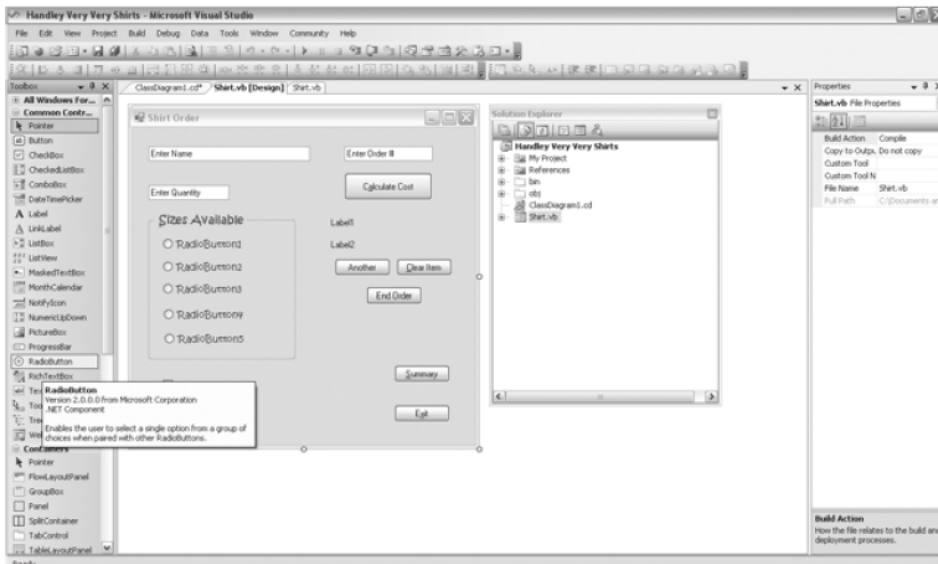 Handley Very Very Shirts - Microsoft Visual Studio
File Edit View Project Build Debug Data Tools Window Community Help
Toolbox
All Windows For...
Common Contr...
Pointer
Button
CheckBox
CheckedListBox
ComboBox
DateTimePicker
Label
LinkLabel
ListBox
ListView
MaskedTextBox
MonthCalendar
NotifyIcon
NumericUpDown
PictureBox
ProgressBar
RadioButton
RichTextBox
Tex
Too
Tree
We
Containers
Pointer
FlowLayoutPanel
GroupBox
Panel
SplitContainer
TabControl
TableLayoutPanel
RadioButton
Version 2.0.0.0 from Microsoft Corporation
.NET Component
Enables the user to select a single option from a group of
choices when paired with other RadioButtons.
ClassDiagram1.cd* Shirt.vb [Design] Shirt.vb
Shirt Order
Enter Name
Enter Order #
Enter Quantity
Calculate Cost
Sizes Available
RadioButton1
RadioButton2
RadioButton3
RadioButton4
RadioButton5
Label1
Label2
Another
Clear Item
End Order
Summary
Exit
Solution Explorer
Handley Very Very Shirts
My Project
References
bin
obj
ClassDiagram1.cd
Shirt.vb
Properties
Shirt.vb File Properties
Build Action Compile
Copy to Outpu Do not copy
Custom Tool
Custom Tool N
File Name Shirt.vb
Full Path C:\Documents ar
Build Action
How the file relates to the build and
deployment processes.
Ready